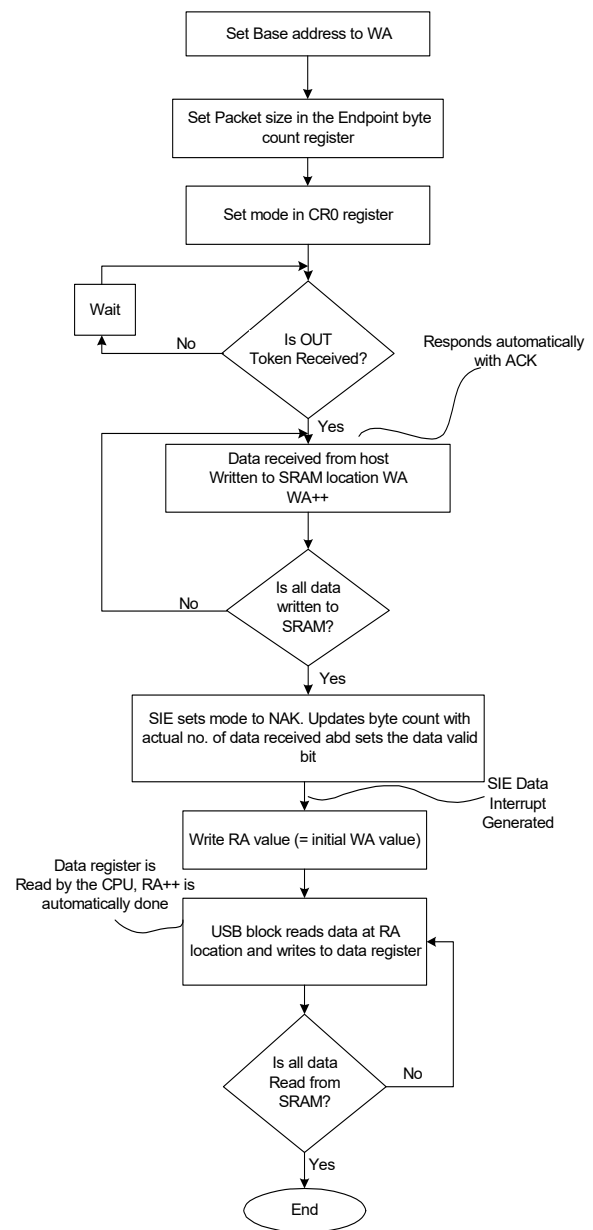 Set Base address to WA
Set Packet size in the Endpoint byte
count register
Set mode in CR0 register
Wait
No
Is OUT
Token Received?
Responds automatically
with ACK
Yes
Data received from host
Written to SRAM location WA
WA++
Is all data
written to
SRAM?
No
Yes
SIE sets mode to NAK. Updates byte count with
actual no. of data received abd sets the data valid
bit
SIE Data
Interrupt
Generated
Write RA value (= initial WA value)
Data register is
Read by the CPU, RA++ is
automatically done
USB block reads data at RA
location and writes to data register
Is all data
Read from
SRAM?
No
Yes
End